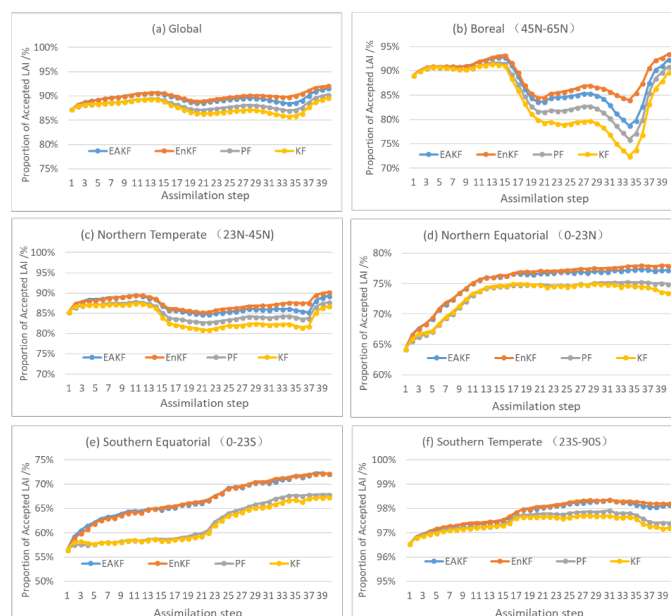 (a) Global
Proportion of Accepted LAI /%
100%
95%
90%
85%
80%
75%
EAKF EnKF PF KF
1 3 5 7 9 11 13 15 17 19 21 23 25 27 29 31 33 35 37 39
Assimilation step
(b) Boreal （45N-65N）
Proportion of Accepted LAI /%
95%
90%
85%
80%
75%
70%
EAKF EnKF PF KF
1 3 5 7 9 11 13 15 17 19 21 23 25 27 29 31 33 35 37 39
Assimilation step
(c) Northern Temperate （23N-45N）
Proportion of Accepted LAI /%
100%
95%
90%
85%
80%
75%
70%
EAKF EnKF PF KF
1 3 5 7 9 11 13 15 17 19 21 23 25 27 29 31 33 35 37 39
Assimilation step
(d) Northern Equatorial （0-23N）
Proportion of Accepted LAI /%
80%
75%
70%
65%
60%
EAKF EnKF PF KF
1 3 5 7 9 11 13 15 17 19 21 23 25 27 29 31 33 35 37 39
Assimilation step
(e) Southern Equatorial （0-23S）
Proportion of Accepted LAI /%
75%
70%
65%
60%
55%
50%
EAKF EnKF PF KF
1 3 5 7 9 11 13 15 17 19 21 23 25 27 29 31 33 35 37 39
Assimilation step
(f) Southern Temperate （23S-90S）
Proportion of Accepted LAI /%
100%
99%
98%
97%
96%
95%
EAKF EnKF PF KF
1 3 5 7 9 11 13 15 17 19 21 23 25 27 29 31 33 35 37 39
Assimilation step